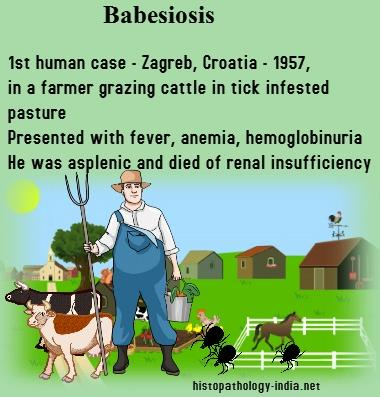 Babesiosis
1st human case - Zagreb, Croatia - 1957,
in a farmer grazing cattle in tick infested
pasture
Presented with fever, anemia, hemoglobinuria
He was asplenic and died of renal insufficiency
histopathology-india.net